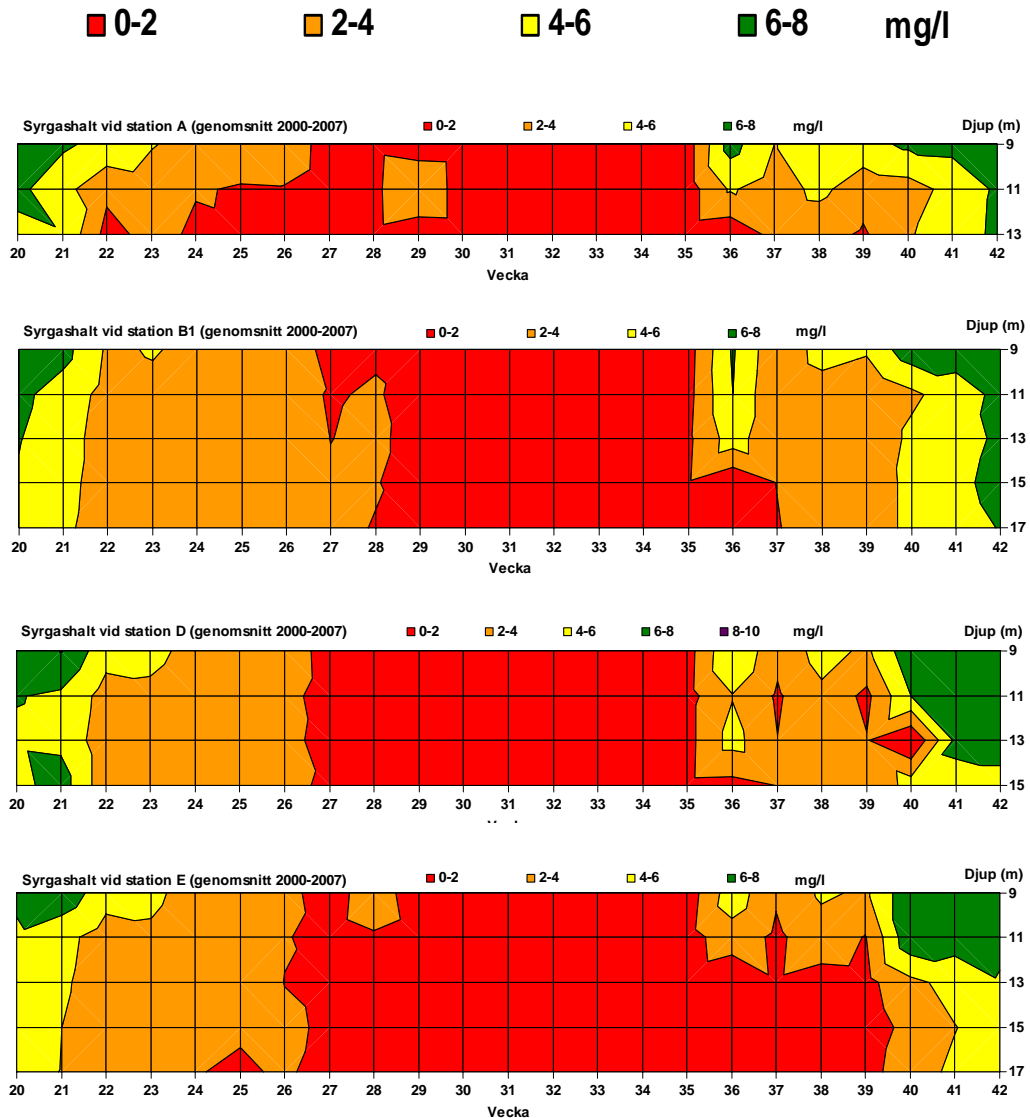 0-2 2-4 4-6 6-8 mg/l
Syrgashalt vid station A (genomsnitt 2000-2007) 0-2 2-4 4-6 6-8 mg/l Djup (m)
9
11
13
20 21 22 23 24 25 26 27 28 29 30 31 32 33 34 35 36 37 38 39 40 41 42
Vecka
Syrgashalt vid station B1 (genomsnitt 2000-2007) 0-2 2-4 4-6 6-8 mg/l Djup (m)
9
11
13
15
17
20 21 22 23 24 25 26 27 28 29 30 31 32 33 34 35 36 37 38 39 40 41 42
Vecka
Syrgashalt vid station D (genomsnitt 2000-2007) 0-2 2-4 4-6 6-8 8-10 mg/l Djup (m)
9
11
13
15
20 21 22 23 24 25 26 27 28 29 30 31 32 33 34 35 36 37 38 39 40 41 42
Syrgashalt vid station E (genomsnitt 2000-2007) 0-2 2-4 4-6 6-8 mg/l Djup (m)
9
11
13
15
17
20 21 22 23 24 25 26 27 28 29 30 31 32 33 34 35 36 37 38 39 40 41 42
Vecka